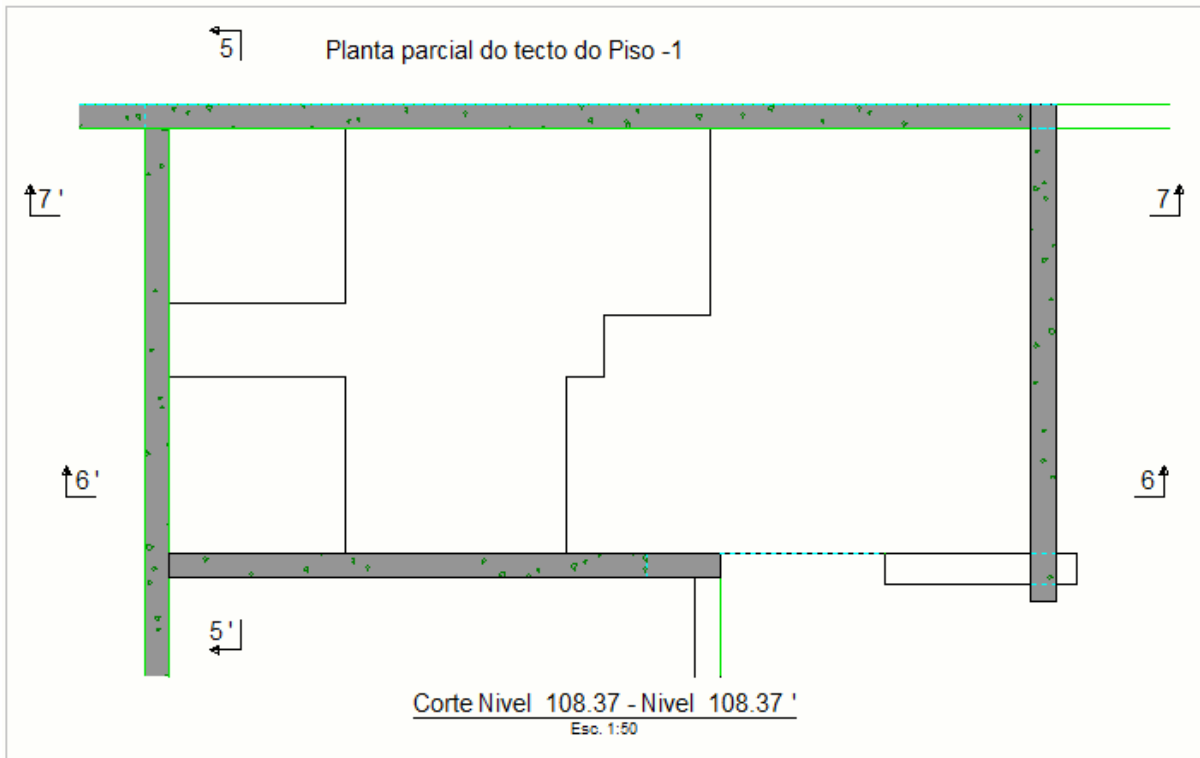 5
Planta parcial do tecto do Piso -1
7 '
7
6 '
6
5 '
Corte Nivel 108.37 - Nivel 108.37 '
Esc. 1:50